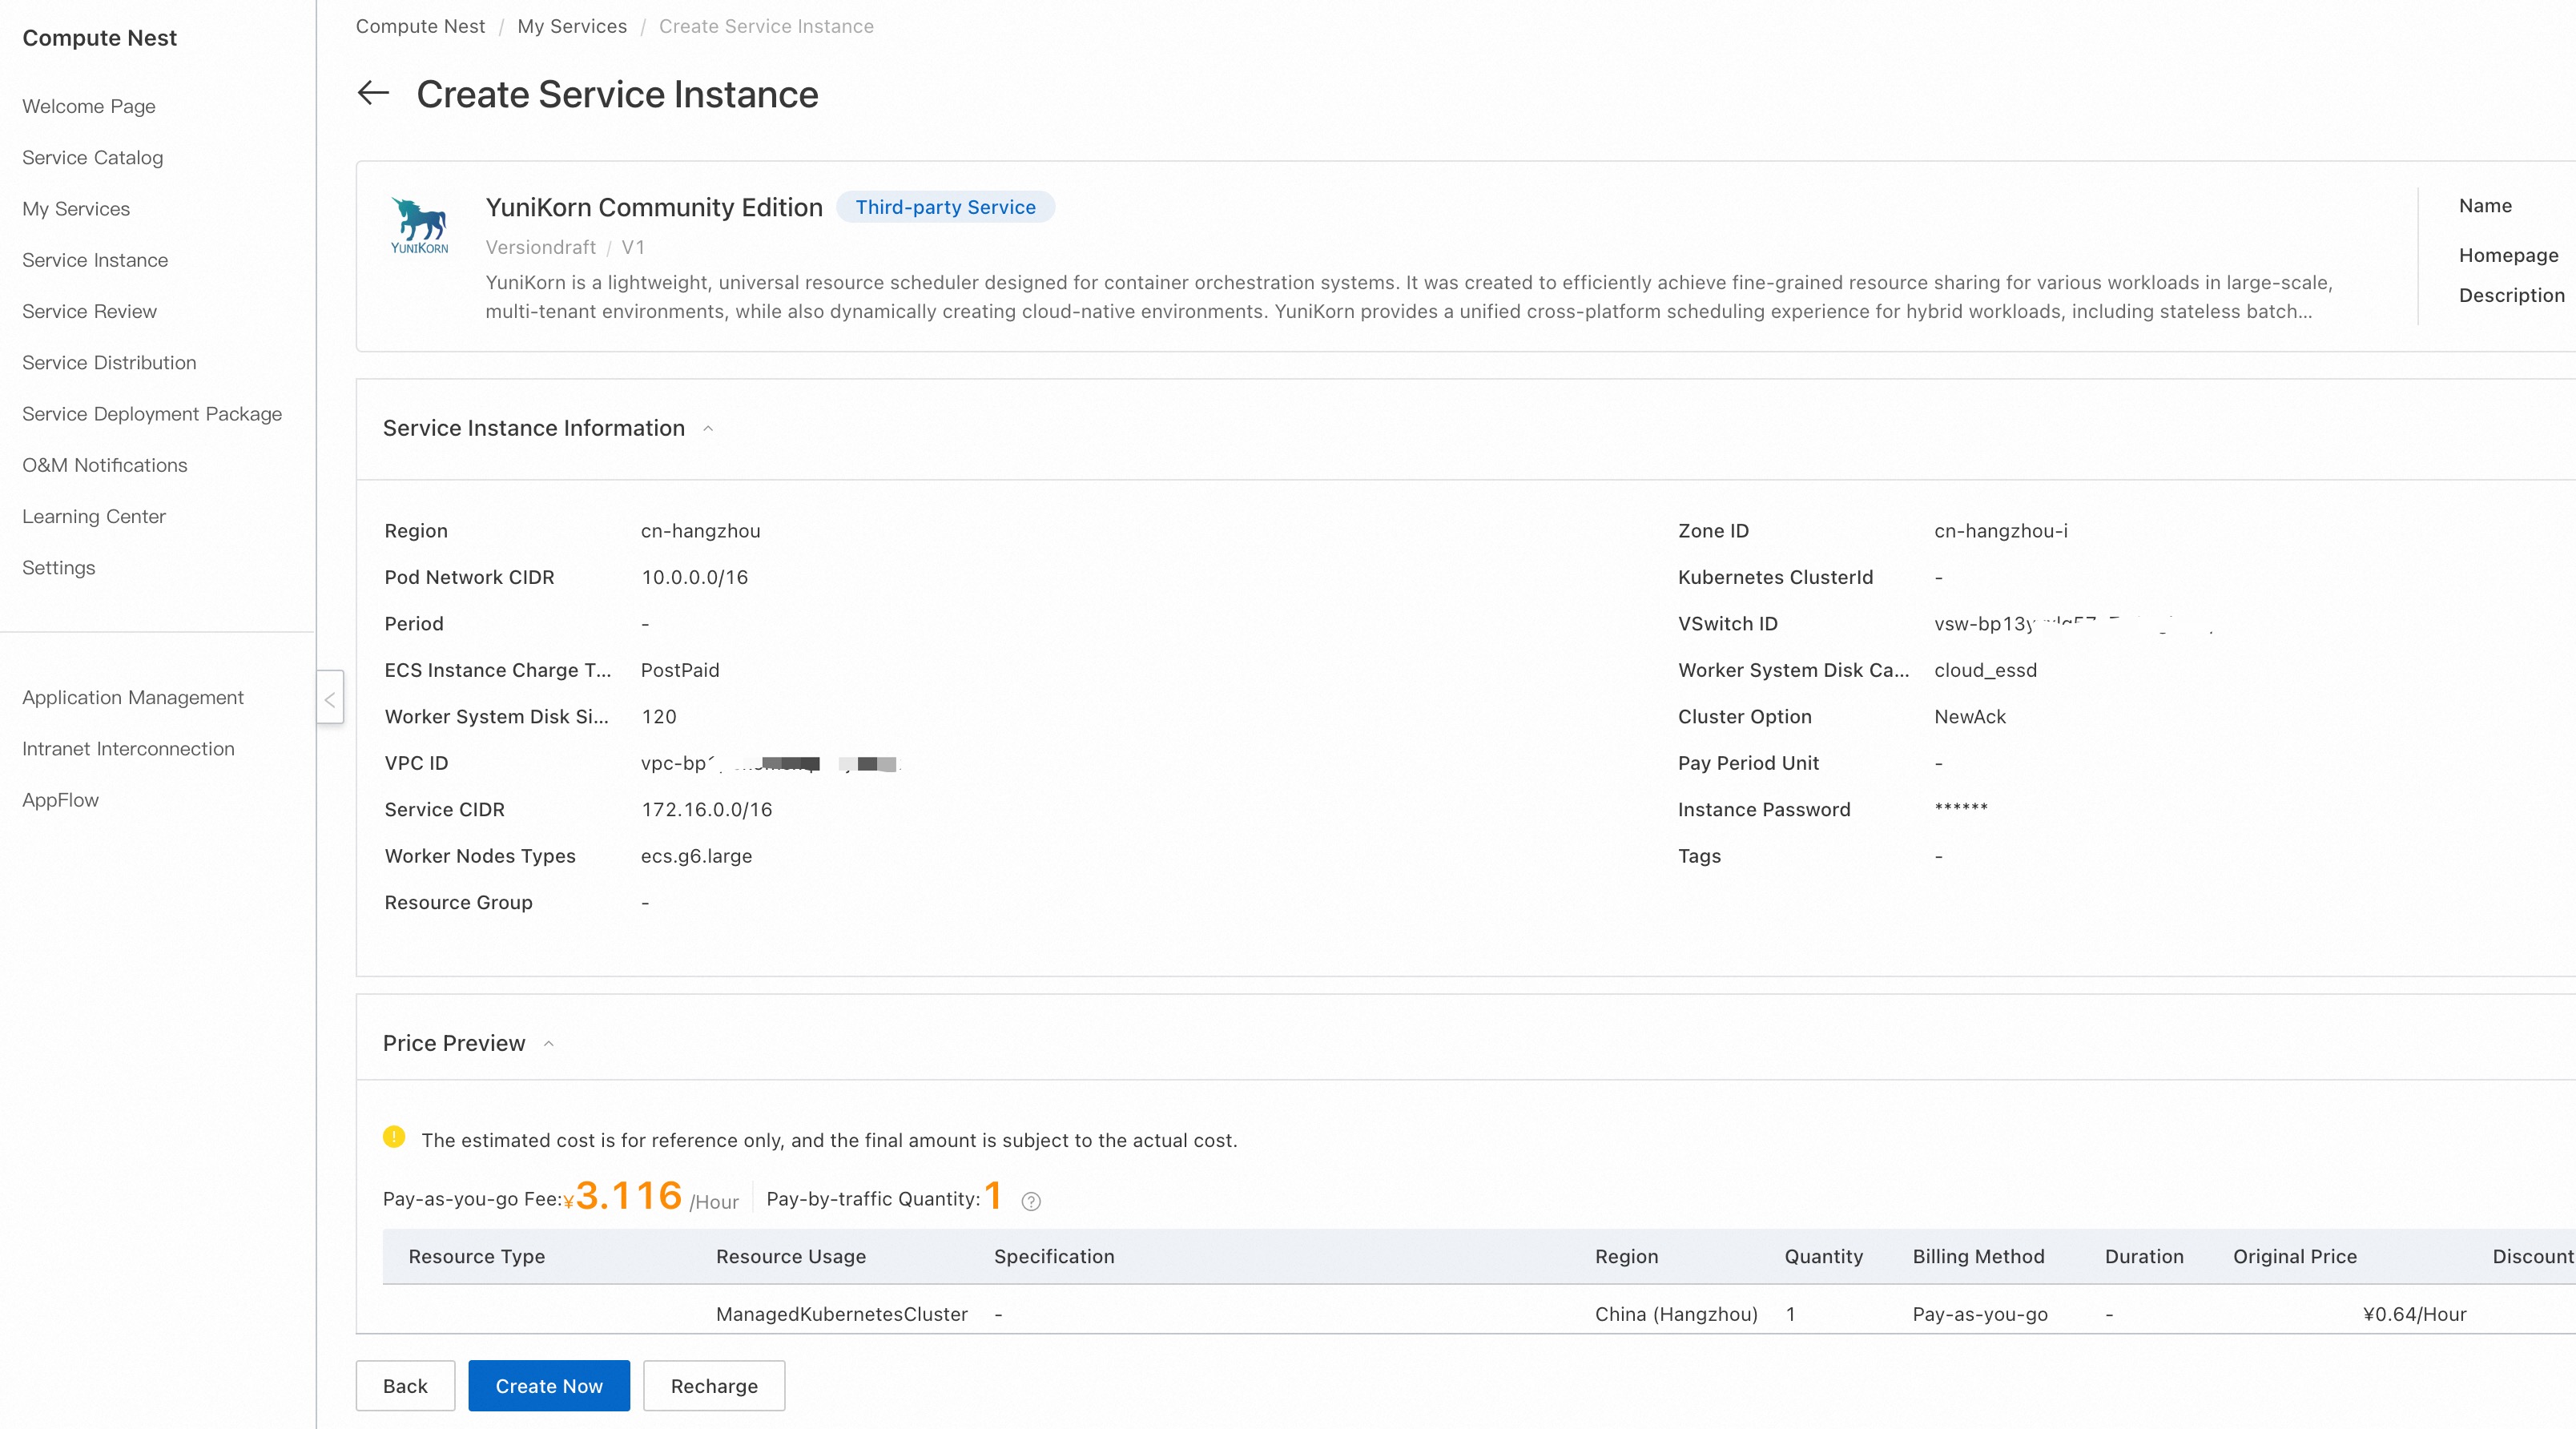 Compute Nest
Welcome Page
Service Catalog
My Services
Service Instance
Service Review
Service Distribution
Service Deployment Package
O&M Notifications
Learning Center
Settings
Application Management
Intranet Interconnection
AppFlow
Compute Nest / My Services / Create Service Instance
Create Service Instance
YUNIKORN
YuniKorn Community Edition Third-party Service
Versiondraft / V1
YuniKorn is a lightweight, universal resource scheduler designed for container orchestration systems. It was created to efficiently achieve fine-grained resource sharing for various workloads in large-scale,
multi-tenant environments, while also dynamically creating cloud-native environments. YuniKorn provides a unified cross-platform scheduling experience for hybrid workloads, including stateless batch...
Name
Homepage
Description
Service Instance Information
Region cn-hangzhou Zone ID cn-hangzhou-i
Pod Network CIDR 10.0.0.0/16 Kubernetes ClusterId -
Period - VSwitch ID
ECS Instance Charge T... PostPaid Worker System Disk Ca... cloud_essd
Worker System Disk Si... 120 Cluster Option NewAck
VPC ID Pay Period Unit -
Service CIDR 172.16.0.0/16 Instance Password ******
Worker Nodes Types ecs.g6.large Tags -
Resource Group -
Price Preview
The estimated cost is for reference only, and the final amount is subject to the actual cost.
Pay-as-you-go Fee:¥3.116 /Hour Pay-by-traffic Quantity:1
Resource Type Resource Usage Specification Region Quantity Billing Method Duration Original Price Discount
ManagedKubernetesCluster - China (Hangzhou) 1 Pay-as-you-go - ¥0.64/Hour
Back Create Now Recharge